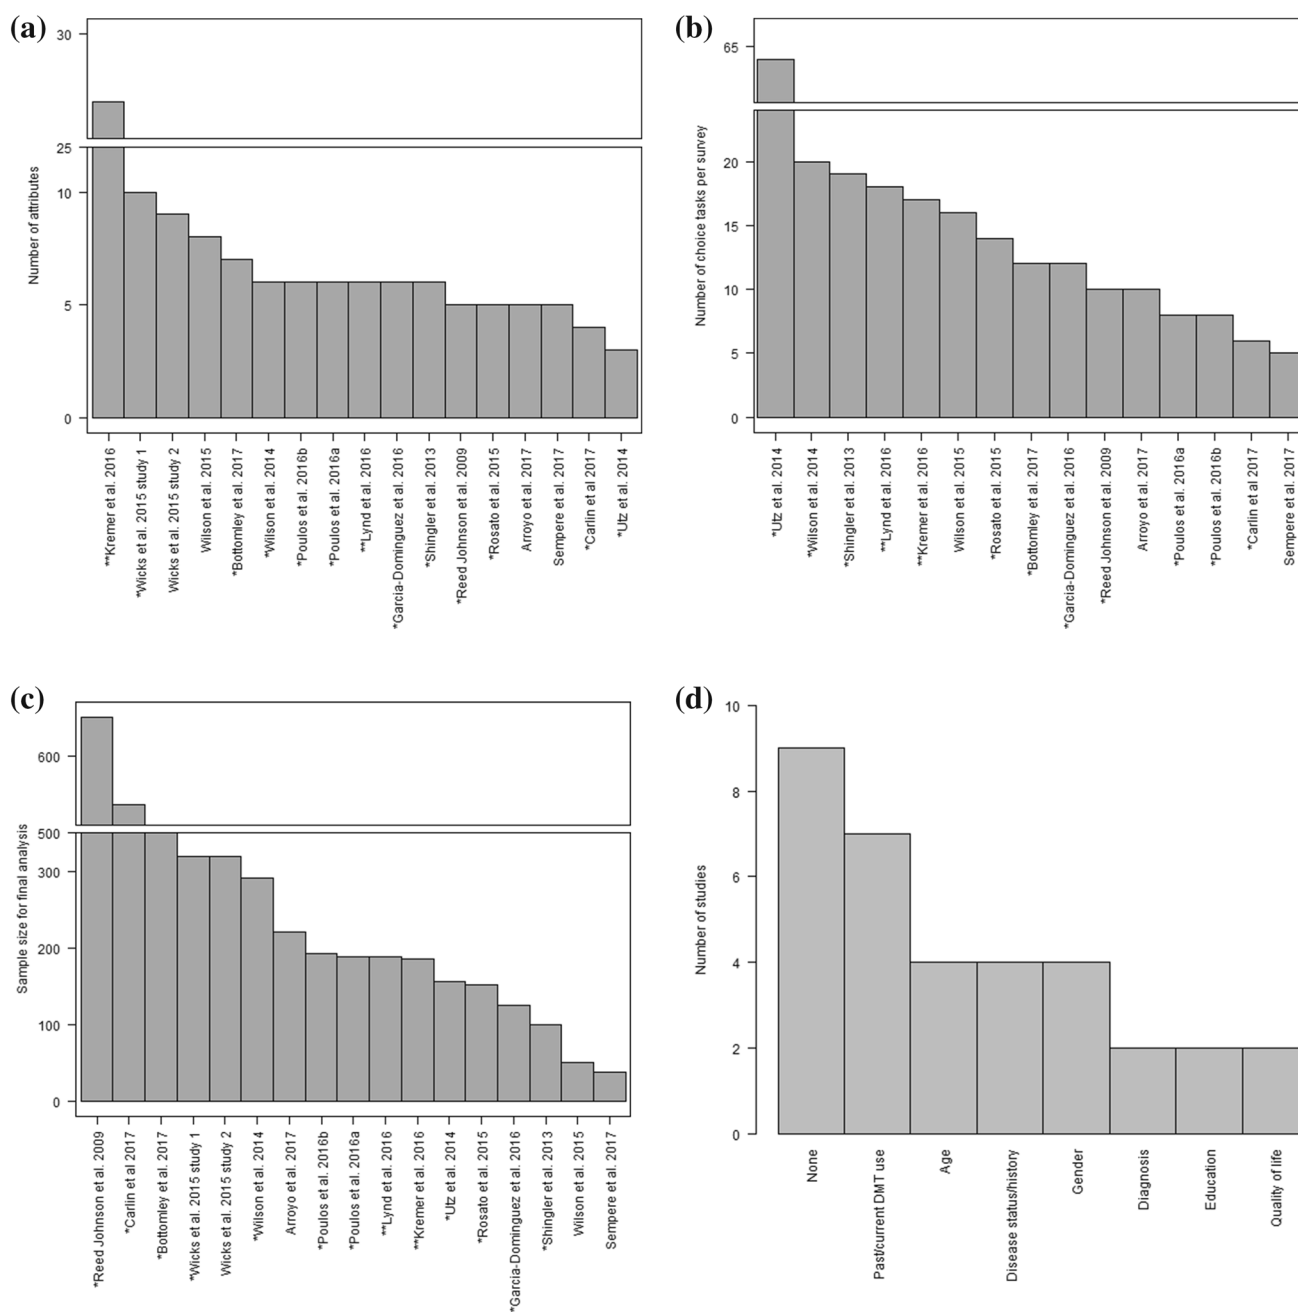 (a)
30
25
10
5
0
Number of attributes
**Kremer et al. 2016
*Wicks et al. 2015 study 1
Wicks et al. 2015 study 2
Wilson et al. 2015
*Bottomley et al. 2017
*Wilson et al. 2014
*Poulos et al. 2016b
*Poulos et al. 2016a
**Lynd et al. 2016
*Garcia-Dominguez et al. 2016
*Shingler et al. 2013
*Reed Johnson et al. 2009
*Rosato et al. 2015
Arroyo et al. 2017
Sempere et al. 2017
*Carlin et al 2017
*Utz et al. 2014
(b)
65
20
15
10
5
0
Number of choice tasks per survey
*Utz et al. 2014
*Wilson et al. 2014
*Shingler et al. 2013
**Lynd et al. 2016
**Kremer et al. 2016
Wilson et al. 2015
*Rosato et al. 2015
*Bottomley et al. 2017
*Garcia-Dominguez et al. 2016
*Reed Johnson et al. 2009
Arroyo et al. 2017
*Poulos et al. 2016a
*Poulos et al. 2016b
*Carlin et al 2017
Sempere et al. 2017
(c)
600
500
300
200
100
0
Sample size for final analysis
*Reed Johnson et al. 2009
*Carlin et al 2017
*Bottomley et al. 2017
*Wicks et al. 2015 study 1
Wicks et al. 2015 study 2
*Wilson et al. 2014
Arroyo et al. 2017
*Poulos et al. 2016b
*Poulos et al. 2016a
**Lynd et al. 2016
**Kremer et al. 2016
*Utz et al. 2014
*Rosato et al. 2015
*Garcia-Dominguez et al. 2016
*Shingler et al. 2013
Wilson et al. 2015
Sempere et al. 2017
(d)
10
8
6
4
2
0
Number of studies
None
Past/current DMT use
Age
Disease status/history
Gender
Diagnosis
Education
Quality of life